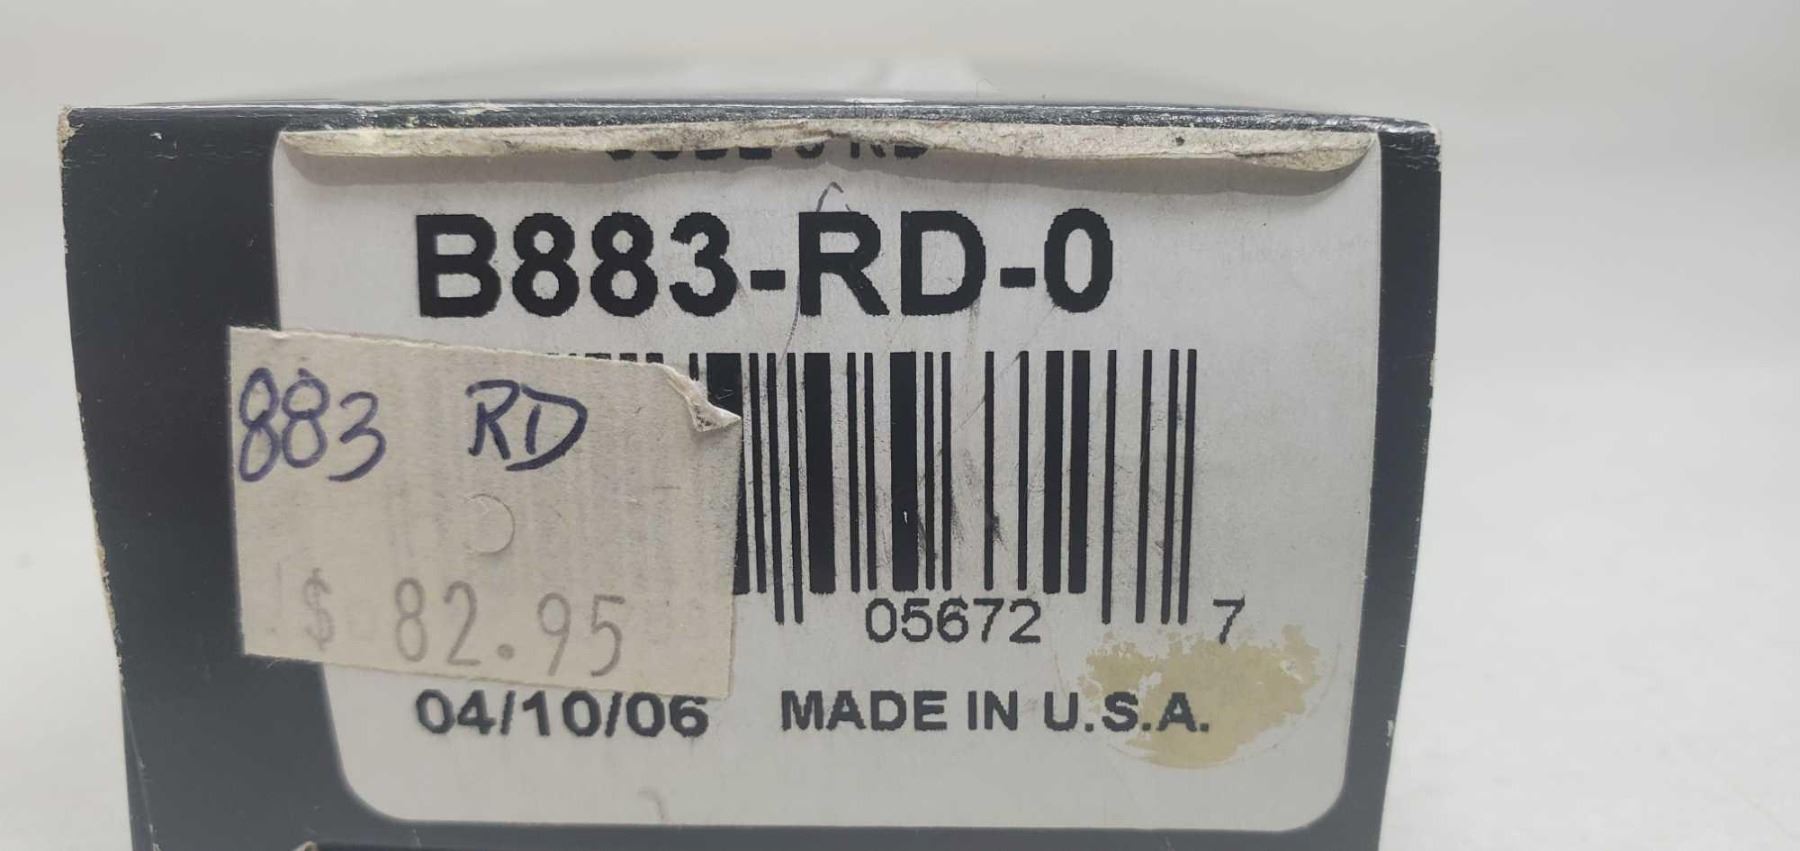 B883-RD-0
883 RD
$ 82.95
05672 7
04/10/06 MADE IN U.S.A.